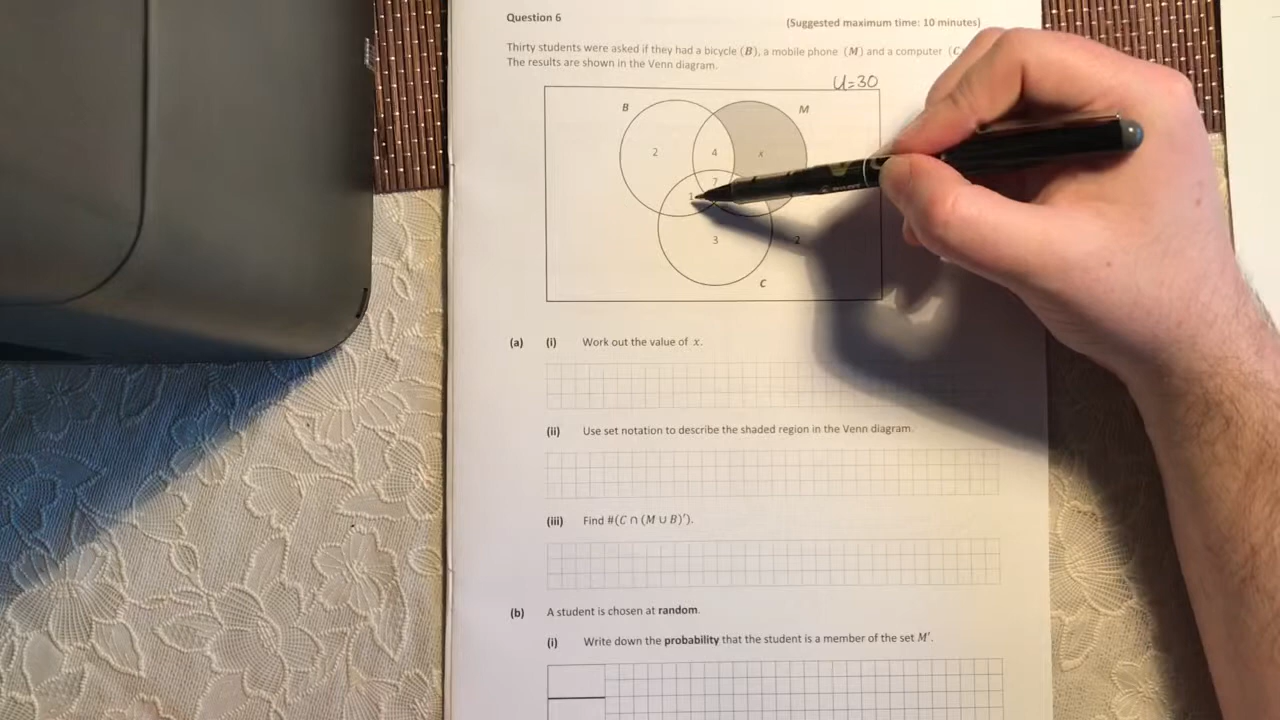 Question 6
(Suggested maximum time: 10 minutes)
Thirty students were asked if they had a bicycle (B), a mobile phone (M) and a computer (C
The results are shown in the Venn diagram.
U=30
B
M
2
4
x
7
1
3
2
C
(a) (i) Work out the value of x.
(ii) Use set notation to describe the shaded region in the Venn diagram.
(iii) Find #(C ∩ (M ∪ B)′).
(b) A student is chosen at random.
(i) Write down the probability that the student is a member of the set M′.